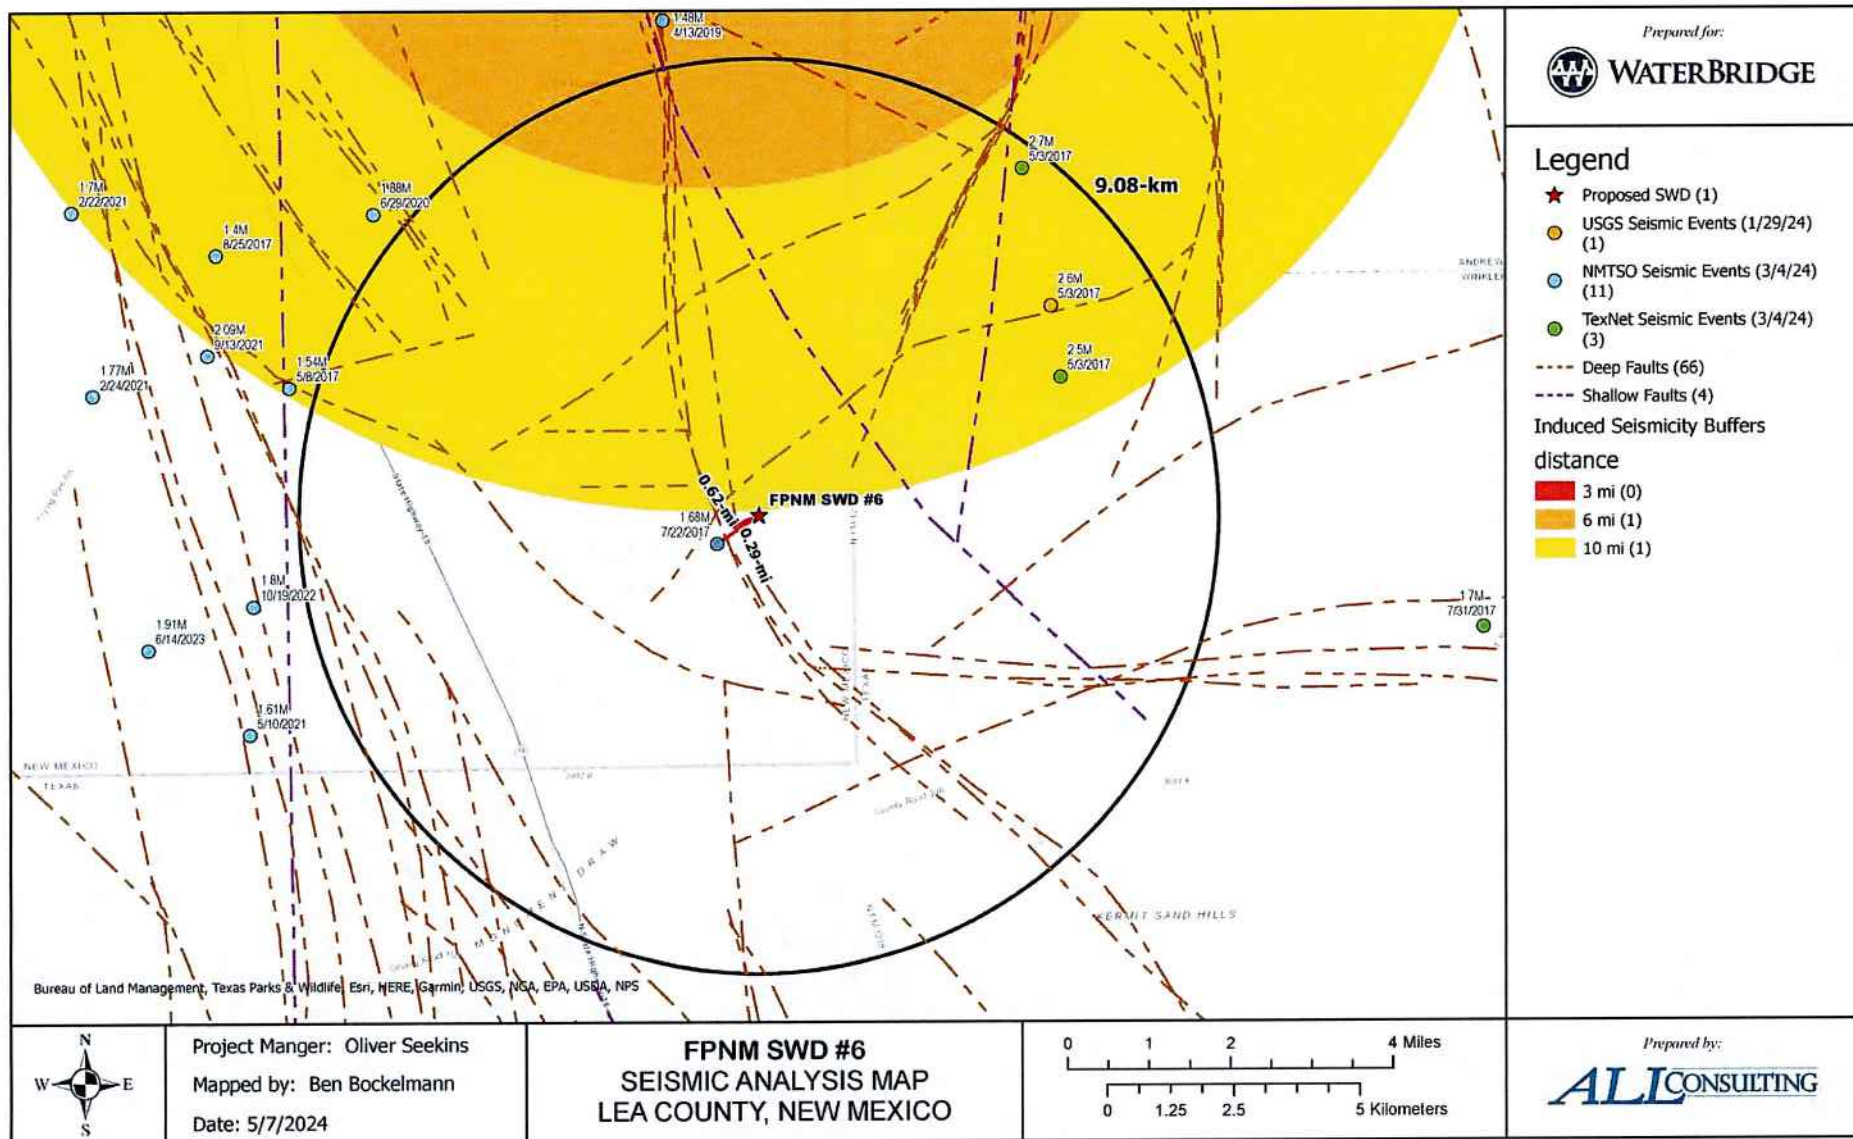 1.48M
4/13/2019
2.7M
5/3/2017
9.08-km
1.7M
2/22/2021
1.88M
6/29/2020
1.4M
8/25/2017
2.6M
5/3/2017
ANDREW
WINKLER
2.09M
9/13/2021
1.54M
5/8/2017
1.77M
2/24/2021
2.5M
5/3/2017
State Highway 18
0.62-mi
FPNM SWD #6
1.68M
7/22/2017
0.29-mi
1.8M
10/19/2022
1.91M
6/14/2023
1.7M
7/31/2017
NEW MEXICO
TEXAS
1.61M
5/10/2021
NEW MEXICO
TEXAS
MONUMENT DRAW
KERMIT SAND HILLS
Bureau of Land Management, Texas Parks & Wildlife, Esri, HERE, Garmin, USGS, NGA, EPA, USDA, NPS
Prepared for:
WATERBRIDGE
Legend
Proposed SWD (1)
USGS Seismic Events (1/29/24)
(1)
NMTSO Seismic Events (3/4/24)
(11)
TexNet Seismic Events (3/4/24)
(3)
Deep Faults (66)
Shallow Faults (4)
Induced Seismicity Buffers
distance
3 mi (0)
6 mi (1)
10 mi (1)
N
W E
S
Project Manger: Oliver Seekins
Mapped by: Ben Bockelmann
Date: 5/7/2024
FPNM SWD #6
SEISMIC ANALYSIS MAP
LEA COUNTY, NEW MEXICO
0 1 2 4 Miles
0 1.25 2.5 5 Kilometers
Prepared by:
ALL CONSULTING